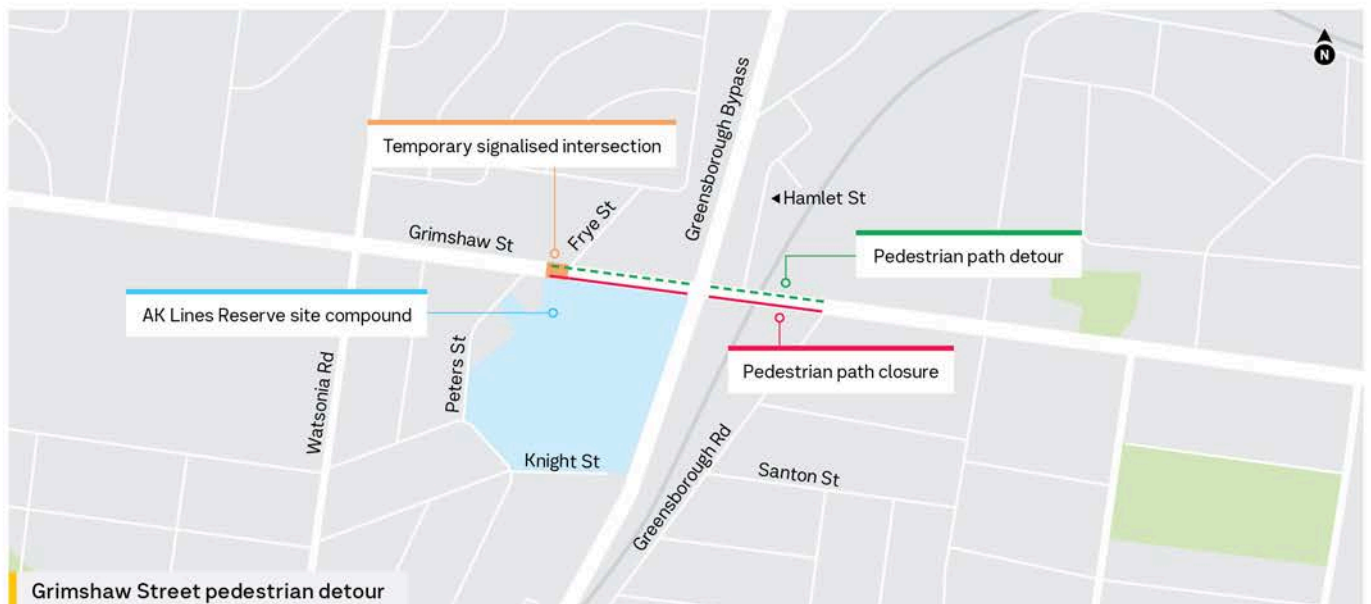 N
Greensborough Bypass
Temporary signalised intersection
◄ Hamlet St
Frye St
Grimshaw St
Pedestrian path detour
AK Lines Reserve site compound
Pedestrian path closure
Peters St
Watsonia Rd
Knight St
Greensborough Rd
Santon St
Grimshaw Street pedestrian detour